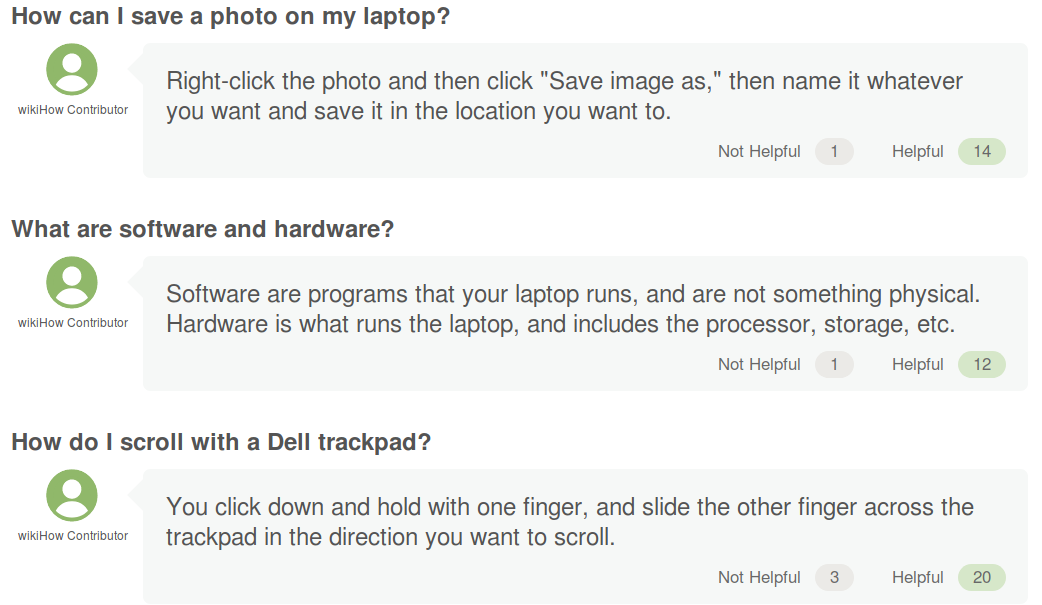 How can I save a photo on my laptop?
Right-click the photo and then click "Save image as," then name it whatever
wikiHow Contributor
you want and save it in the location you want to.
Not Helpful 1 Helpful 14
What are software and hardware?
Software are programs that your laptop runs, and are not something physical.
wikiHow Contributor
Hardware is what runs the laptop, and includes the processor, storage, etc.
Not Helpful 1 Helpful 12
How do I scroll with a Dell trackpad?
You click down and hold with one finger, and slide the other finger across the
wikiHow Contributor
trackpad in the direction you want to scroll.
Not Helpful 3 Helpful 20